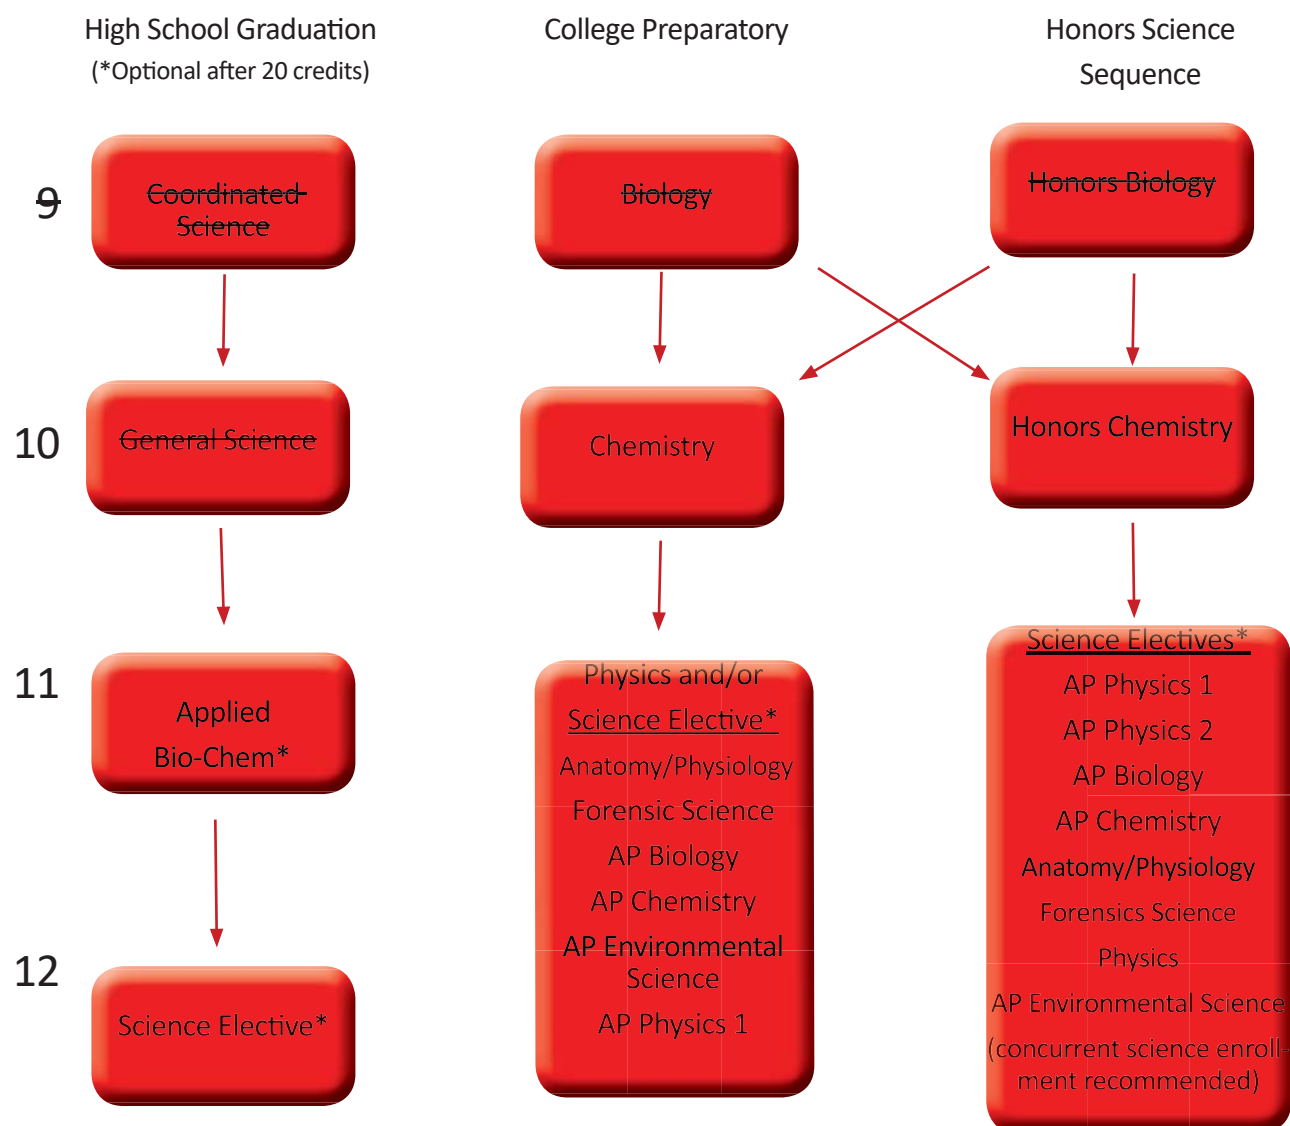 High School Graduation
(*Optional after 20 credits)
College Preparatory
Honors Science
Sequence
9
Coordinated
Science
Biology
Honors Biology
10
General Science
Chemistry
Honors Chemistry
11
Applied
Bio-Chem*
Physics and/or
Science Elective*
Anatomy/Physiology
Forensic Science
AP Biology
AP Chemistry
AP Environmental
Science
AP Physics 1
Science Electives*
AP Physics 1
AP Physics 2
AP Biology
AP Chemistry
Anatomy/Physiology
Forensics Science
Physics
AP Environmental Science
(concurrent science enroll-
ment recommended)
12
Science Elective*